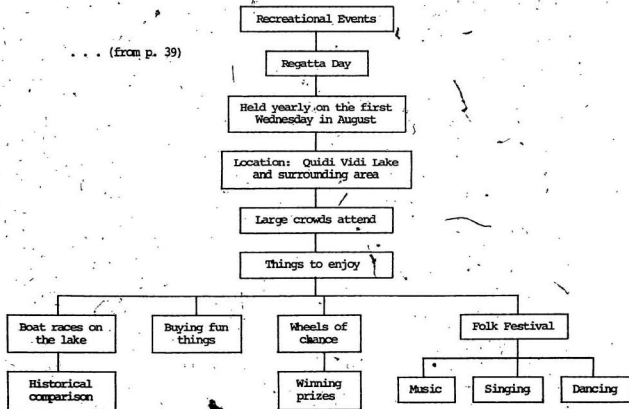 Recreational Events
. . . (from p. 39)
Regatta Day
Held yearly on the first
Wednesday in August
Location: Quidi Vidi Lake
and surrounding area
Large crowds attend
Things to enjoy
Boat races on
the lake
Buying fun
things
Wheels of
chance
Folk Festival
Historical
comparison
Winning
prizes
Music
Singing
Dancing